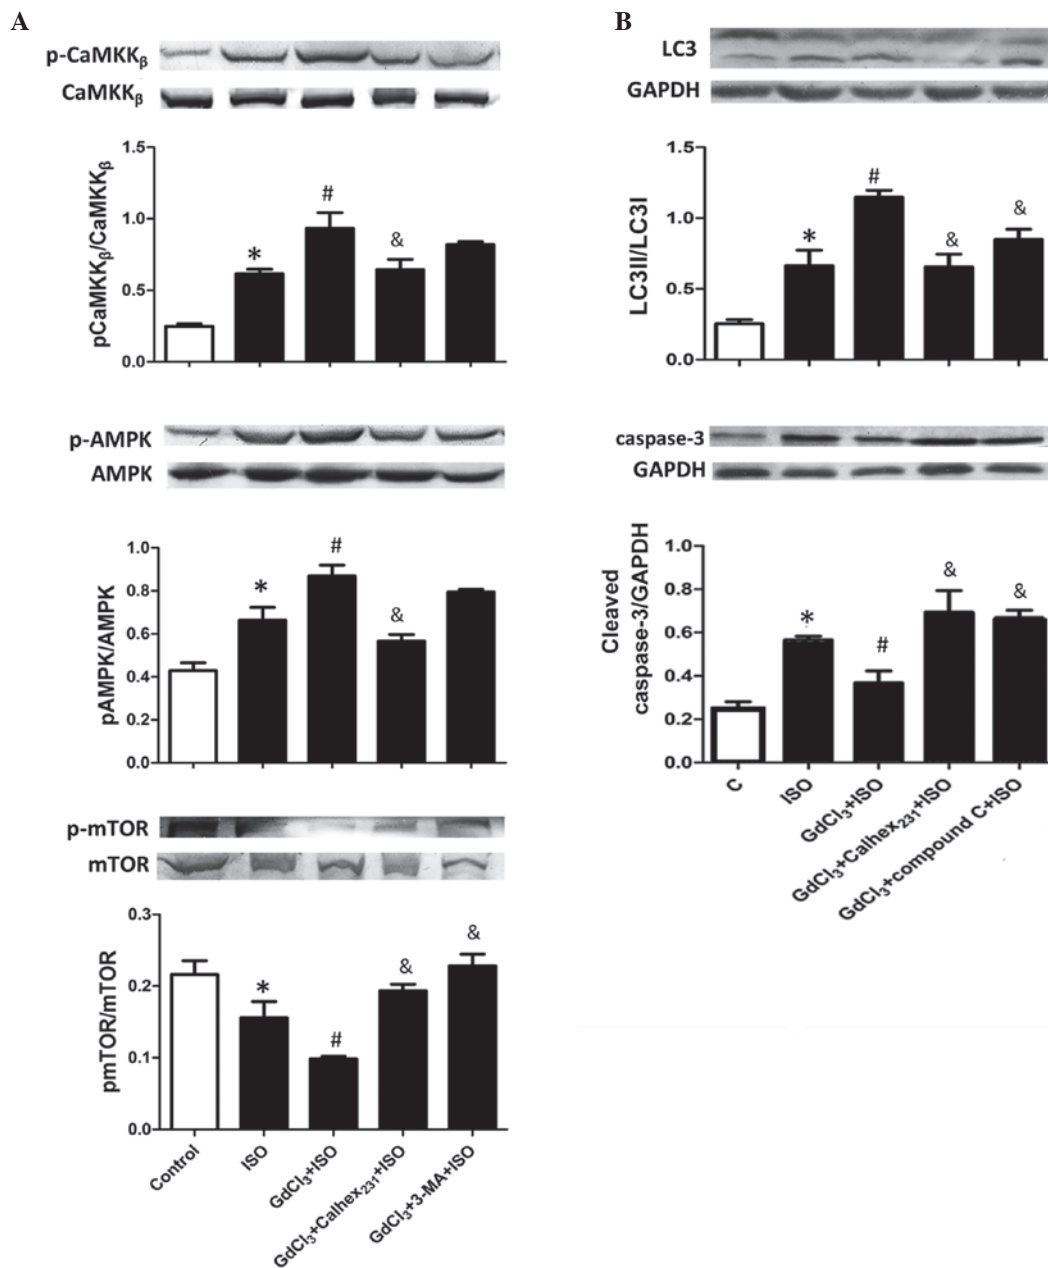 A
p-CaMKKβ
CaMKKβ
pCaMKKβ/CaMKKβ
1.5
1.0
0.5
0.0
*
#
&
p-AMPK
AMPK
pAMPK/AMPK
1.0
0.8
0.6
0.4
0.2
0.0
*
#
&
p-mTOR
mTOR
pmTOR/mTOR
0.3
0.2
0.1
0.0
*
#
&
&
Control
ISO
GdCl3+ISO
GdCl3+Calhex231+ISO
GdCl3+3-MA+ISO
B
LC3
GAPDH
LC3II/LC3I
1.5
1.0
0.5
0.0
*
#
&
&
caspase-3
GAPDH
Cleaved
caspase-3/GAPDH
1.0
0.8
0.6
0.4
0.2
0.0
*
#
&
&
C
ISO
GdCl3+ISO
GdCl3+Calhex231+ISO
GdCl3+compound C+ISO